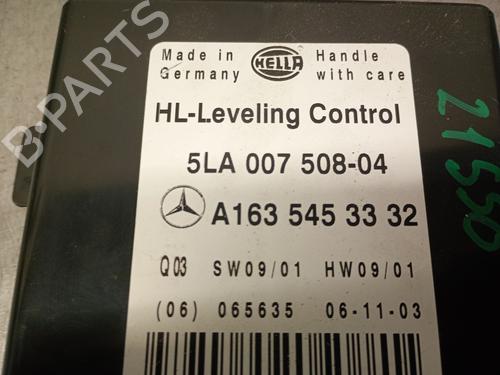 B-PARTS
Made in Germany
HELLA
Handle with care
HL-Leveling Control
5LA 007 508-04
A163 545 33 32
Q03 SW09/01 HW09/01
(06) 065635 06-11-03
21550